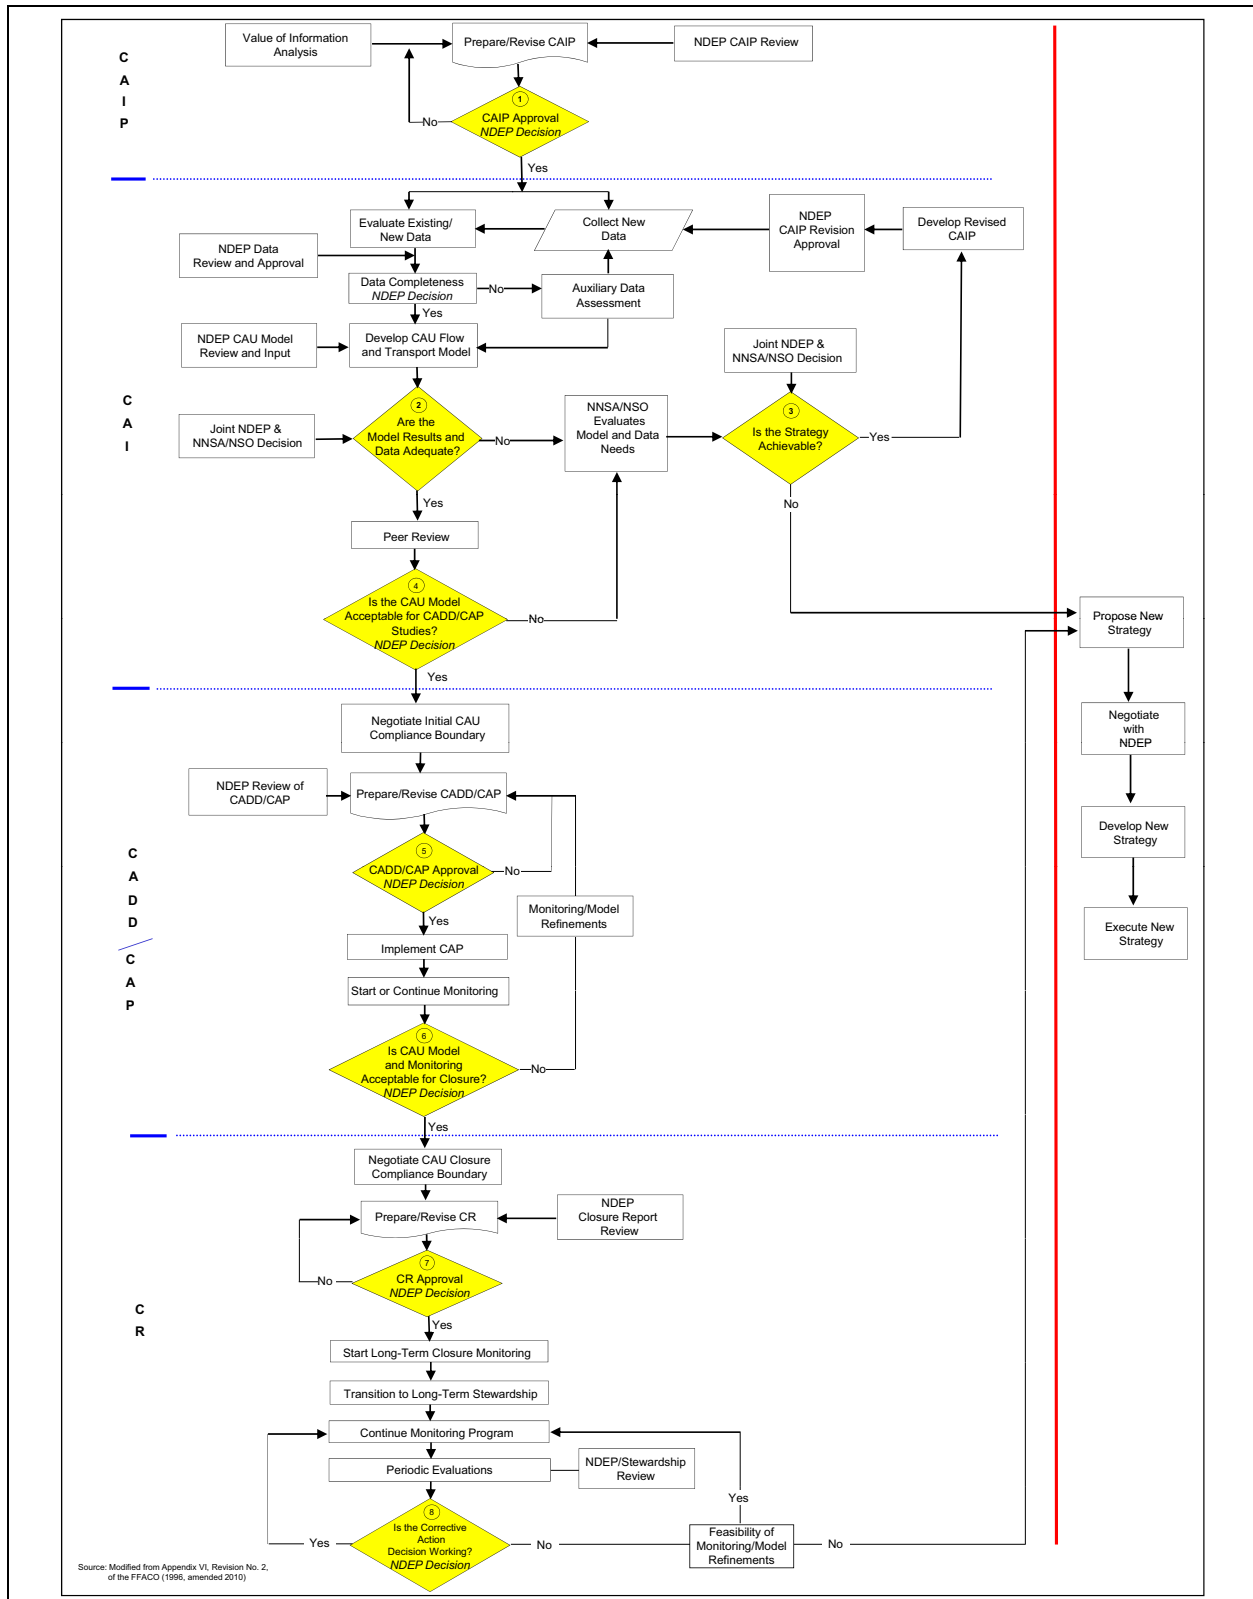 Value of Information
Analysis
Prepare/Revise CAIP
NDEP CAIP Review
C
A
I
P
1
CAIP Approval
NDEP Decision
No
Yes
Evaluate Existing/
New Data
Collect New
Data
NDEP
CAIP Revision
Approval
Develop Revised
CAIP
NDEP Data
Review and Approval
Data Completeness
NDEP Decision
No
Auxiliary Data
Assessment
Yes
NDEP CAU Model
Review and Input
Develop CAU Flow
and Transport Model
Joint NDEP &
NNSA/NSO Decision
C
A
I
Joint NDEP &
NNSA/NSO Decision
2
Are the
Model Results and
Data Adequate?
No
NNSA/NSO
Evaluates
Model and Data
Needs
3
Is the Strategy
Achievable?
Yes
No
Yes
Peer Review
4
Is the CAU Model
Acceptable for CADD/CAP
Studies?
NDEP Decision
No
Yes
Propose New
Strategy
Negotiate
with
NDEP
Develop New
Strategy
Execute New
Strategy
Negotiate Initial CAU
Compliance Boundary
NDEP Review of
CADD/CAP
Prepare/Revise CADD/CAP
C
A
D
D
/
C
A
P
5
CADD/CAP Approval
NDEP Decision
No
Yes
Monitoring/Model
Refinements
Implement CAP
Start or Continue Monitoring
6
Is CAU Model
and Monitoring
Acceptable for Closure?
NDEP Decision
No
Yes
Negotiate CAU Closure
Compliance Boundary
Prepare/Revise CR
NDEP
Closure Report
Review
7
CR Approval
NDEP Decision
No
Yes
C
R
Start Long-Term Closure Monitoring
Transition to Long-Term Stewardship
Continue Monitoring Program
Periodic Evaluations
NDEP/Stewardship
Review
8
Is the Corrective
Action
Decision Working?
NDEP Decision
Yes
No
Yes
Feasibility of
Monitoring/Model
Refinements
No
Source: Modified from Appendix VI, Revision No. 2,
of the FFACO (1996, amended 2010)